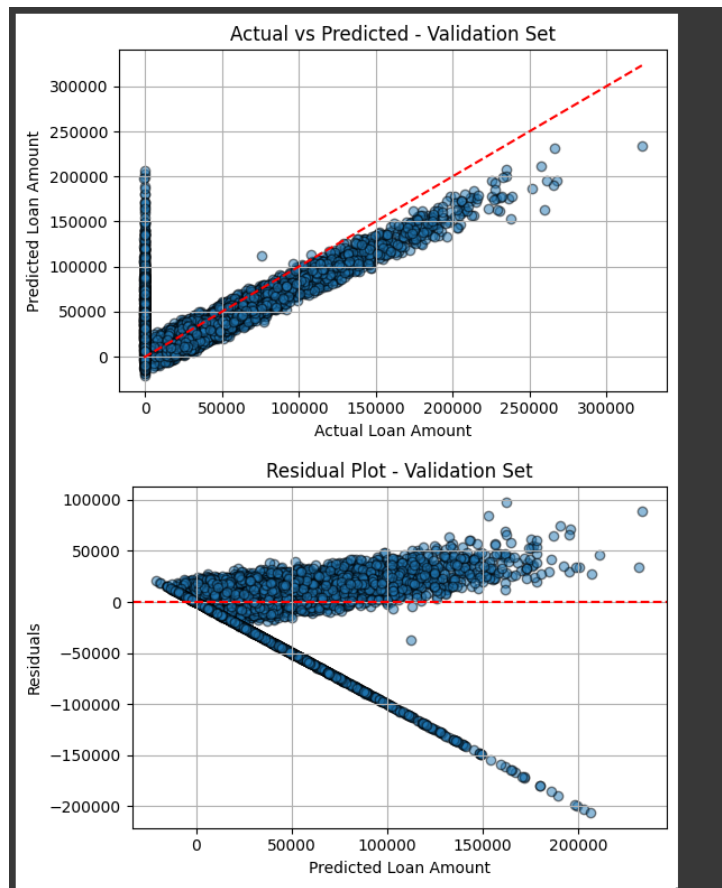 Actual vs Predicted - Validation Set
300000
250000
200000
150000
100000
50000
0
Predicted Loan Amount
0 50000 100000 150000 200000 250000 300000
Actual Loan Amount
Residual Plot - Validation Set
100000
50000
0
−50000
−100000
−150000
−200000
Residuals
0 50000 100000 150000 200000
Predicted Loan Amount